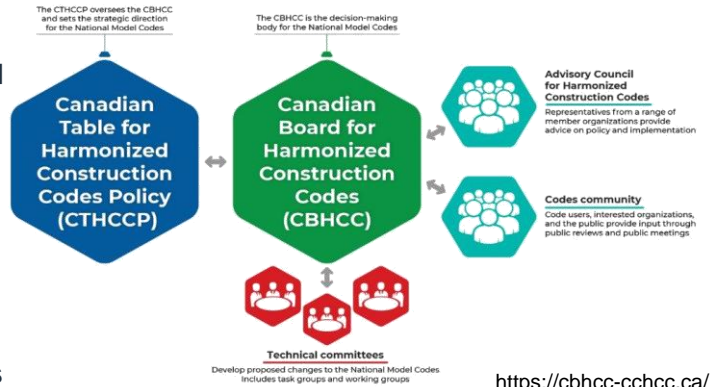 The CTHCCP oversees the CBHCC
and sets the strategic direction
for the National Model Codes
The CBHCC is the decision-making
body for the National Model Codes
Canadian
Table for
Harmonized
Construction
Codes Policy
(CTHCCP)
Canadian
Board for
Harmonized
Construction
Codes
(CBHCC)
Advisory Council
for Harmonized
Construction Codes
Representatives from a range of
member organizations provide
advice on policy and implementation
Codes community
Code users, interested organizations,
and the public provide input through
public reviews and public meetings
Technical committees
Develop proposed changes to the National Model Codes
Includes task groups and working groups
https://cbhcc-cchcc.ca/